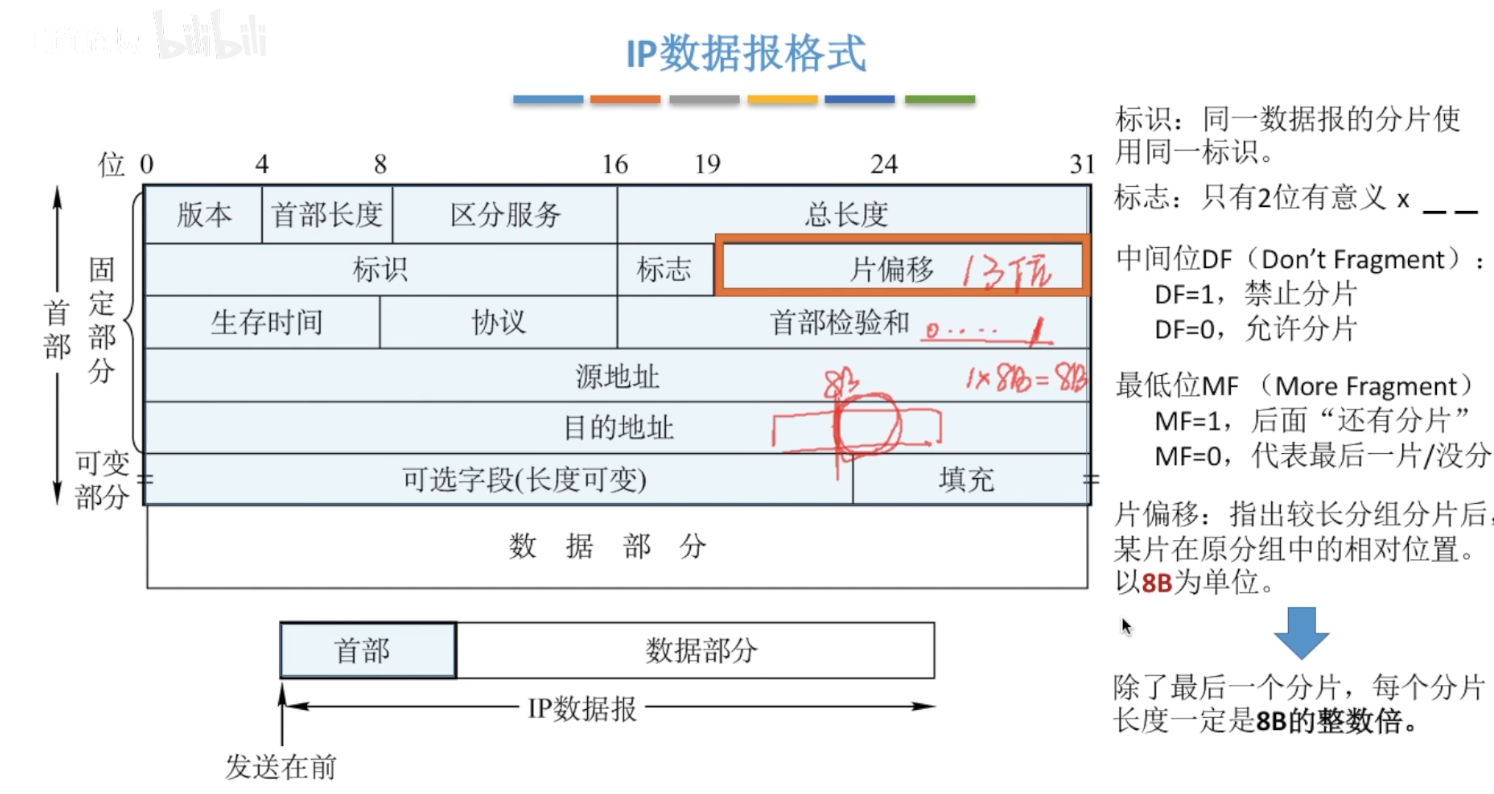 bilibili
IP数据报格式
位 0 4 8 16 19 24 31
版本 首部长度 区分服务 总长度
标识 标志 片偏移 13位
生存时间 协议 首部检验和 0.... 1
源地址 8B 1×8B=8B
目的地址
可选字段(长度可变) 填充
数 据 部 分
首部
固定部分
可变部分
首部 数据部分
IP数据报
发送在前
标识：同一数据报的分片使
用同一标识。
标志：只有2位有意义 x _ _
中间位DF（Don't Fragment）：
DF=1，禁止分片
DF=0，允许分片
最低位MF （More Fragment）
MF=1，后面“还有分片”
MF=0，代表最后一片/没分
片偏移：指出较长分组分片后，
某片在原分组中的相对位置。
以8B为单位。
除了最后一个分片，每个分片
长度一定是8B的整数倍。